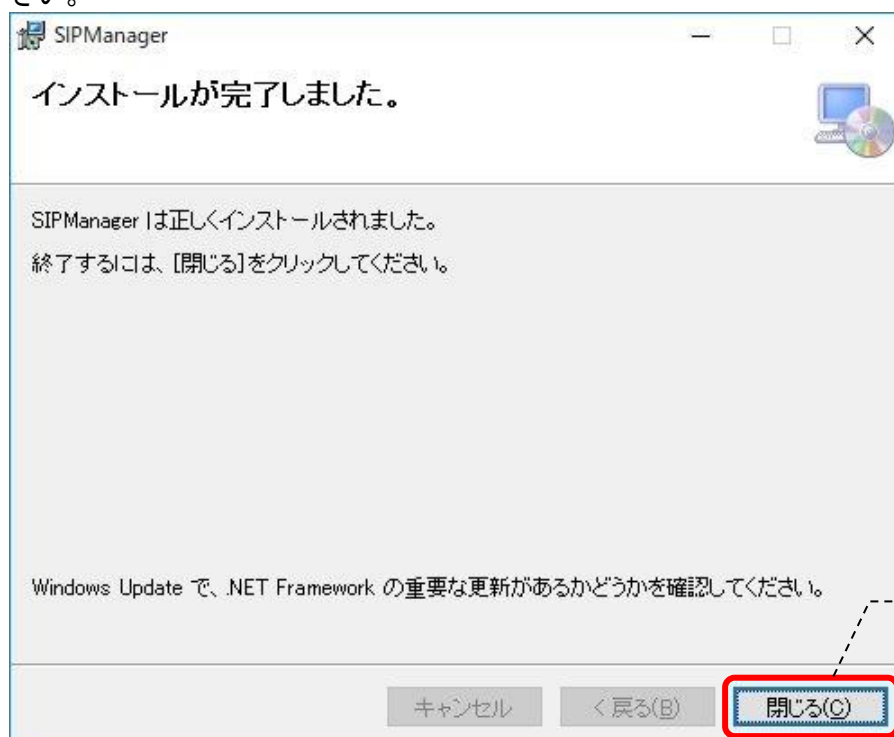 さい。
SIPManager
インストールが完了しました。
SIPManager は正しくインストールされました。
終了するには、[閉じる]をクリックしてください。
Windows Update で、.NET Framework の重要な更新があるかどうかを確認してください。
キャンセル
< 戻る(B)
閉じる(C)